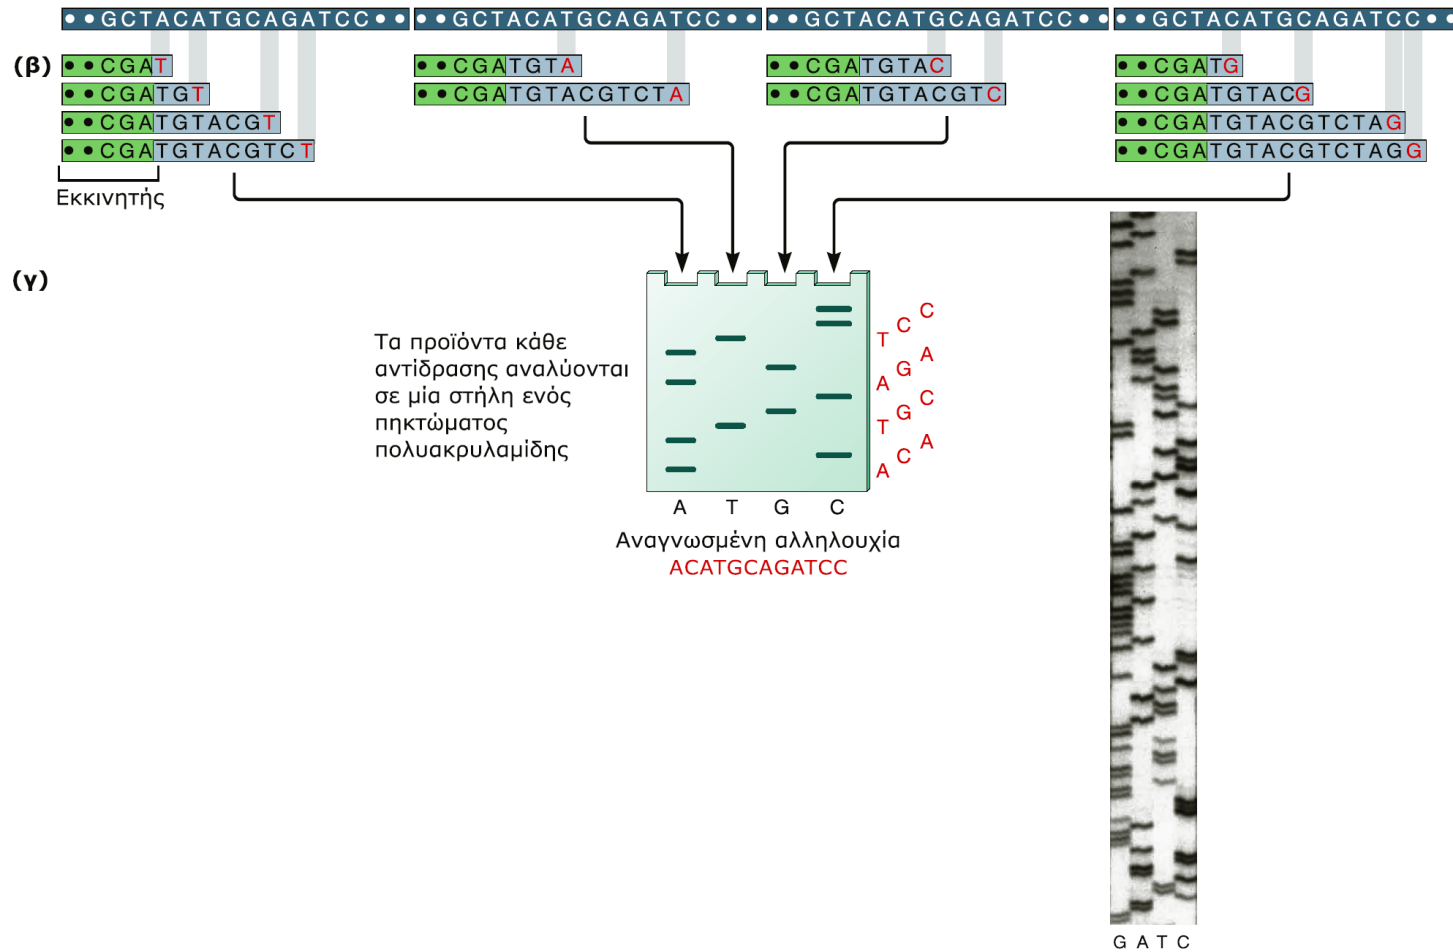 •• GCTACATGCAGATCC ••
•• GCTACATGCAGATCC ••
•• GCTACATGCAGATCC ••
•• GCTACATGCAGATCC ••
(β)
•• CGAT
•• CGATGT
•• CGATGTACGT
•• CGATGTACGTCT
Εκκινητής
•• CGATGTA
•• CGATGTACGTCTA
•• CGATGTAC
•• CGATGTACGTC
•• CGATG
•• CGATGTACG
•• CGATGTACGTCTAG
•• CGATGTACGTCTAGG
(γ)
Τα προϊόντα κάθε
αντίδρασης αναλύονται
σε μία στήλη ενός
πηκτώματος
πολυακρυλαμίδης
C
C
T
A
G
A
C
G
T
A
C
A
A T G C
Αναγνωσμένη αλληλουχία
ACATGCAGATCC
G A T C